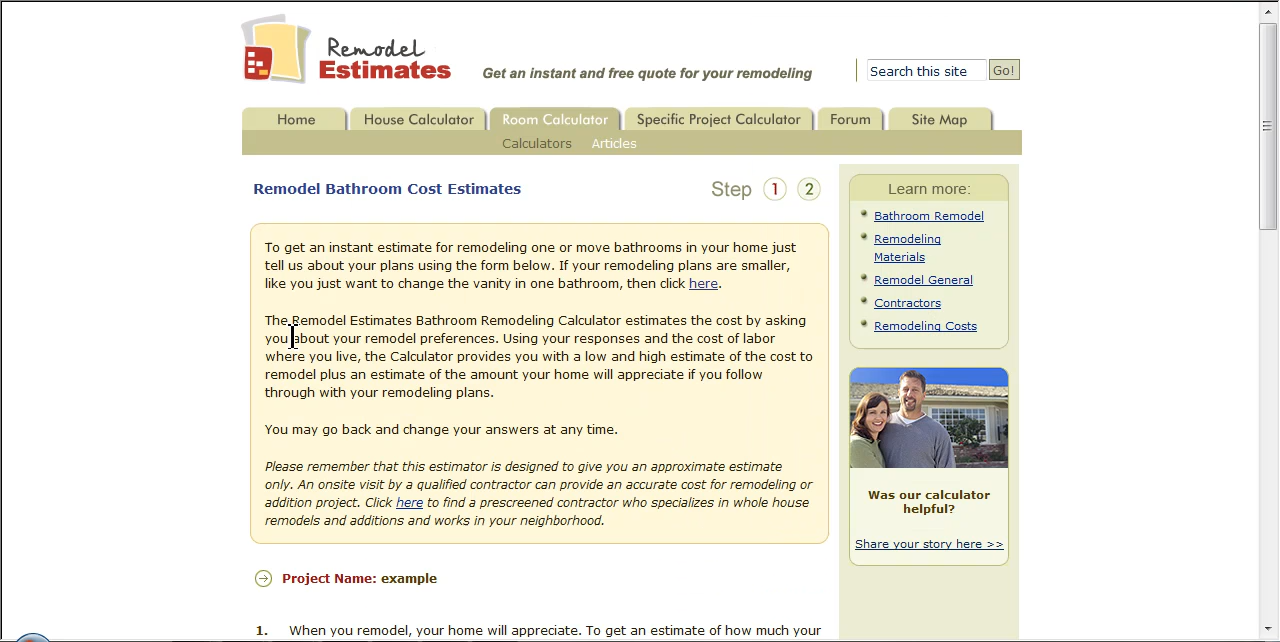 Remodel
Estimates
Get an instant and free quote for your remodeling
Search this site
Go!
Home
House Calculator
Room Calculator
Specific Project Calculator
Forum
Site Map
Calculators
Articles
Remodel Bathroom Cost Estimates
Step 1 2
To get an instant estimate for remodeling one or move bathrooms in your home just
tell us about your plans using the form below. If your remodeling plans are smaller,
like you just want to change the vanity in one bathroom, then click here.
The Remodel Estimates Bathroom Remodeling Calculator estimates the cost by asking
you about your remodel preferences. Using your responses and the cost of labor
where you live, the Calculator provides you with a low and high estimate of the cost to
remodel plus an estimate of the amount your home will appreciate if you follow
through with your remodeling plans.
You may go back and change your answers at any time.
Please remember that this estimator is designed to give you an approximate estimate
only. An onsite visit by a qualified contractor can provide an accurate cost for remodeling or
addition project. Click here to find a prescreened contractor who specializes in whole house
remodels and additions and works in your neighborhood.
Project Name: example
1. When you remodel, your home will appreciate. To get an estimate of how much your
Learn more:
Bathroom Remodel
Remodeling
Materials
Remodel General
Contractors
Remodeling Costs
Was our calculator
helpful?
Share your story here >>